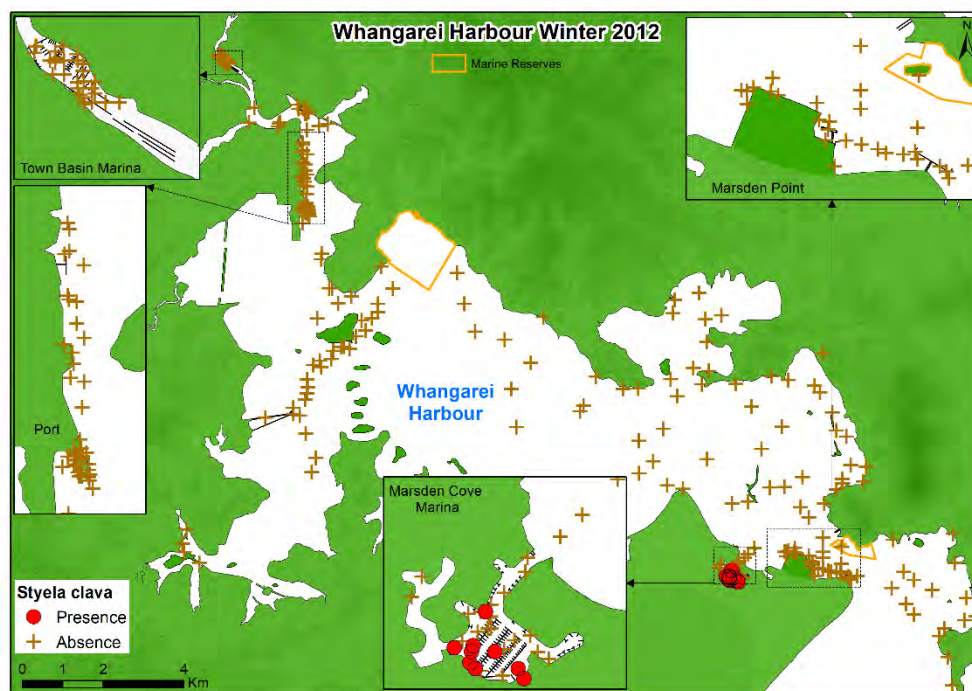 Whangarei Harbour Winter 2012
Marine Reserves
N
Town Basin Marina
Marsden Point
Port
Whangarei
Harbour
Marsden Cove
Marina
Styela clava
Presence
Absence
0 1 2 4
Km